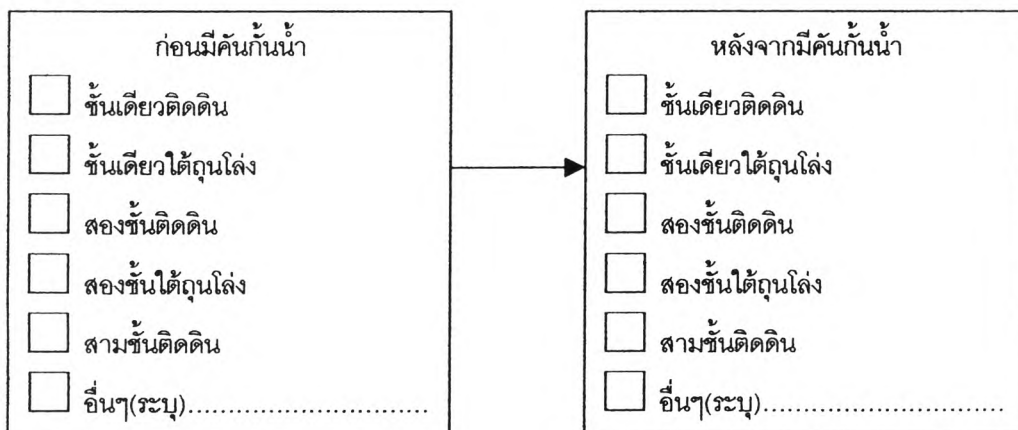 ก่อนมีคันกั้นน้ำ
ชั้นเดียวติดดิน
ชั้นเดียวใต้ถุนโล่ง
สองชั้นติดดิน
สองชั้นใต้ถุนโล่ง
สามชั้นติดดิน
อื่นๆ(ระบุ)..............................
หลังจากมีคันกั้นน้ำ
ชั้นเดียวติดดิน
ชั้นเดียวใต้ถุนโล่ง
สองชั้นติดดิน
สองชั้นใต้ถุนโล่ง
สามชั้นติดดิน
อื่นๆ(ระบุ)..............................